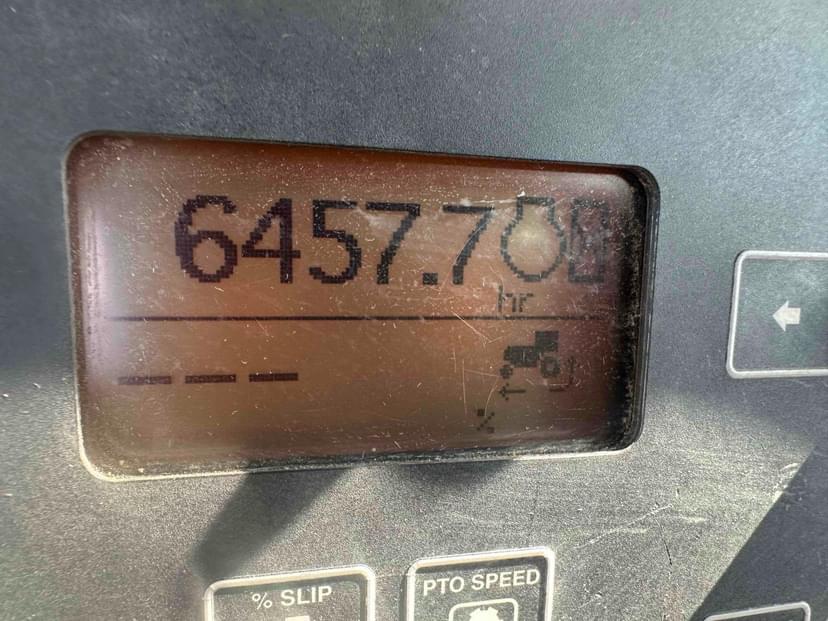 6457.7
hr
---
%
% SLIP
PTO SPEED